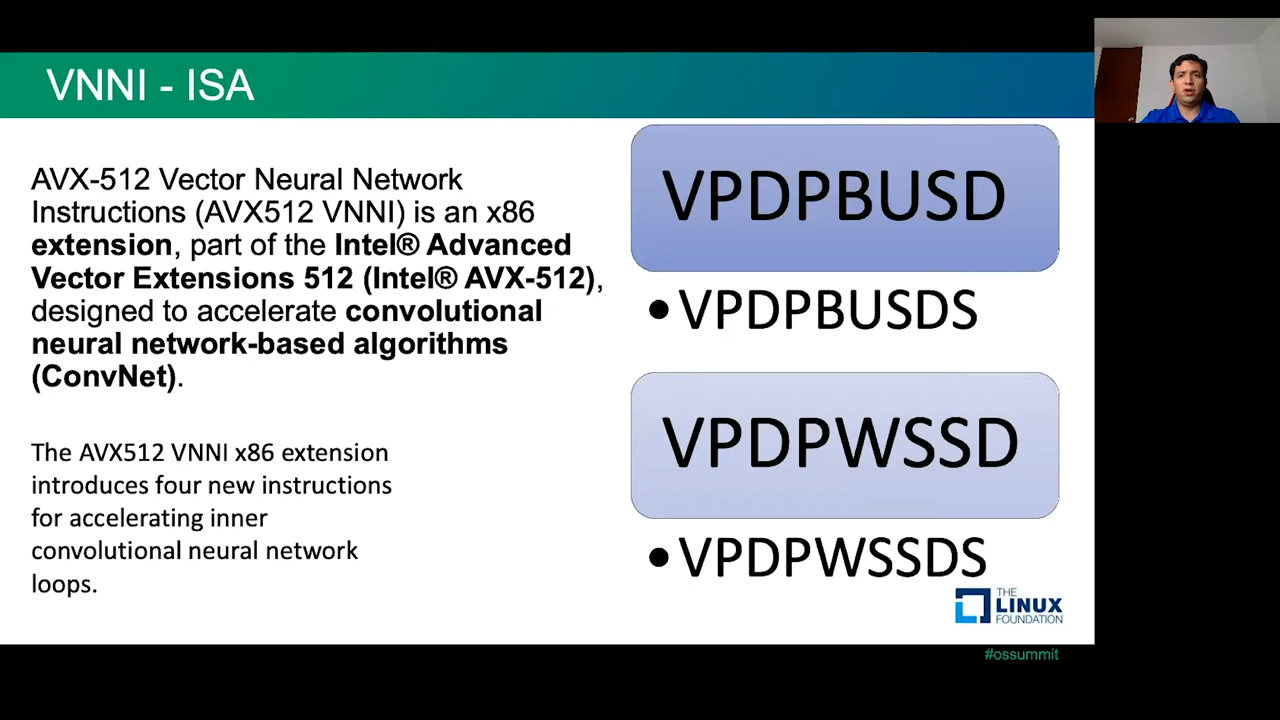 VNNI - ISA
AVX-512 Vector Neural Network
Instructions (AVX512 VNNI) is an x86
extension, part of the Intel® Advanced
Vector Extensions 512 (Intel® AVX-512),
designed to accelerate convolutional
neural network-based algorithms
(ConvNet).
The AVX512 VNNI x86 extension
introduces four new instructions
for accelerating inner
convolutional neural network
loops.
VPDPBUSD
•VPDPBUSDS
VPDPWSSD
•VPDPWSSDS
THE
LINUX
FOUNDATION
#ossummit